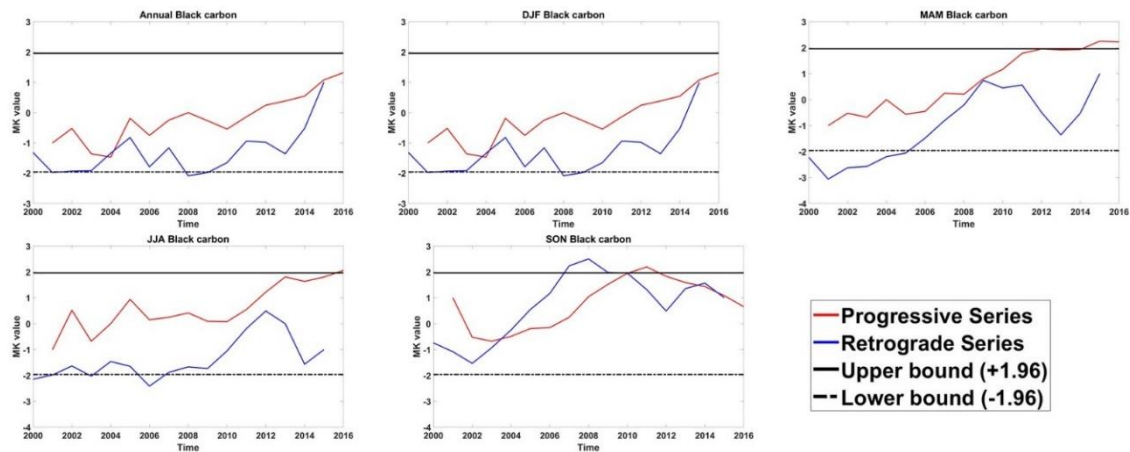 Annual Black carbon
3
2
1
0
-1
-2
-3
MK value
2000 2002 2004 2006 2008 2010 2012 2014 2016
Time
DJF Black carbon
3
2
1
0
-1
-2
-3
MK value
2000 2002 2004 2006 2008 2010 2012 2014 2016
Time
MAM Black carbon
3
2
1
0
-1
-2
-3
-4
MK value
2000 2002 2004 2006 2008 2010 2012 2014 2016
Time
JJA Black carbon
3
2
1
0
-1
-2
-3
-4
MK value
2000 2002 2004 2006 2008 2010 2012 2014 2016
Time
SON Black carbon
3
2
1
0
-1
-2
-3
-4
MK value
2000 2002 2004 2006 2008 2010 2012 2014 2016
Time
Progressive Series
Retrograde Series
Upper bound (+1.96)
Lower bound (-1.96)